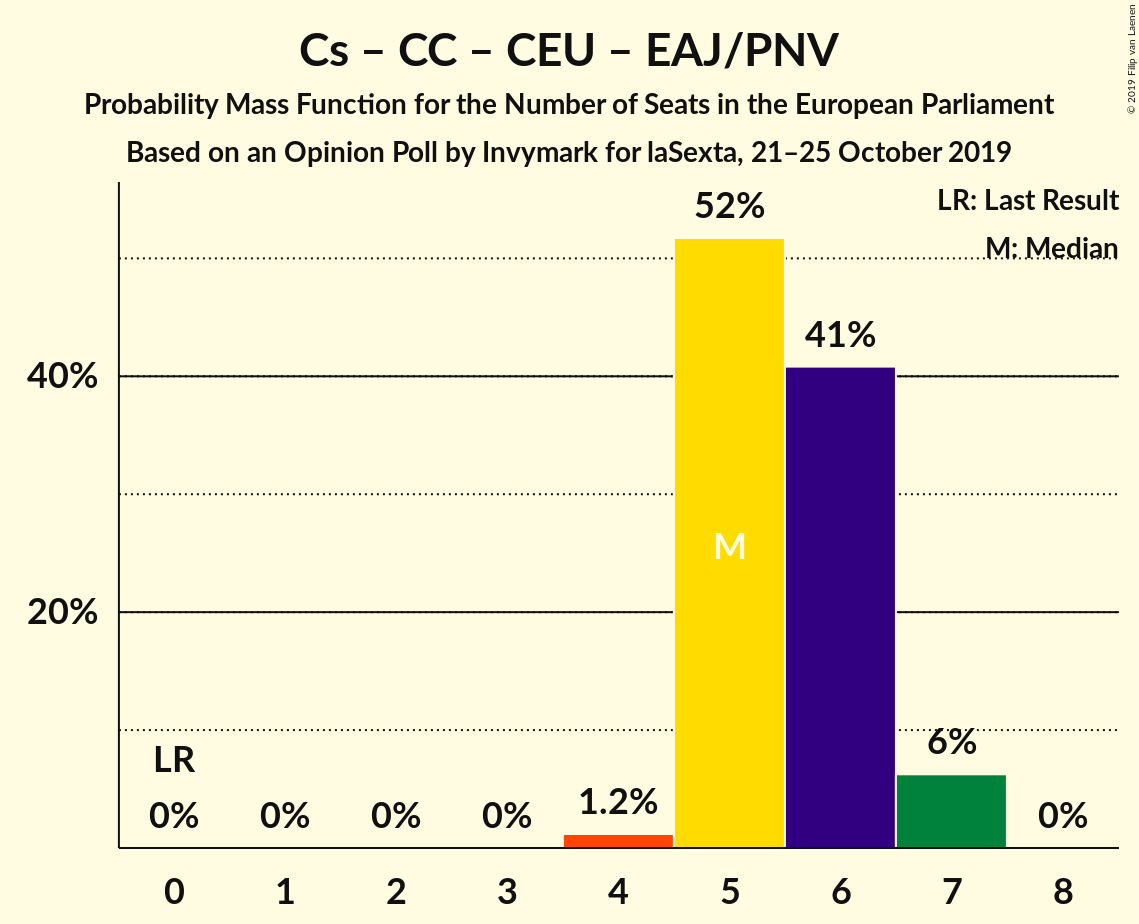 Cs – CC – CEU – EAJ/PNV
Probability Mass Function for the Number of Seats in the European Parliament
Based on an Opinion Poll by Invymark for laSexta, 21–25 October 2019
© 2019 Filip van Laenen
LR: Last Result
M: Median
52%
41%
40%
M
20%
6%
LR
1.2%
0% 0% 0% 0% 0%
0 1 2 3 4 5 6 7 8